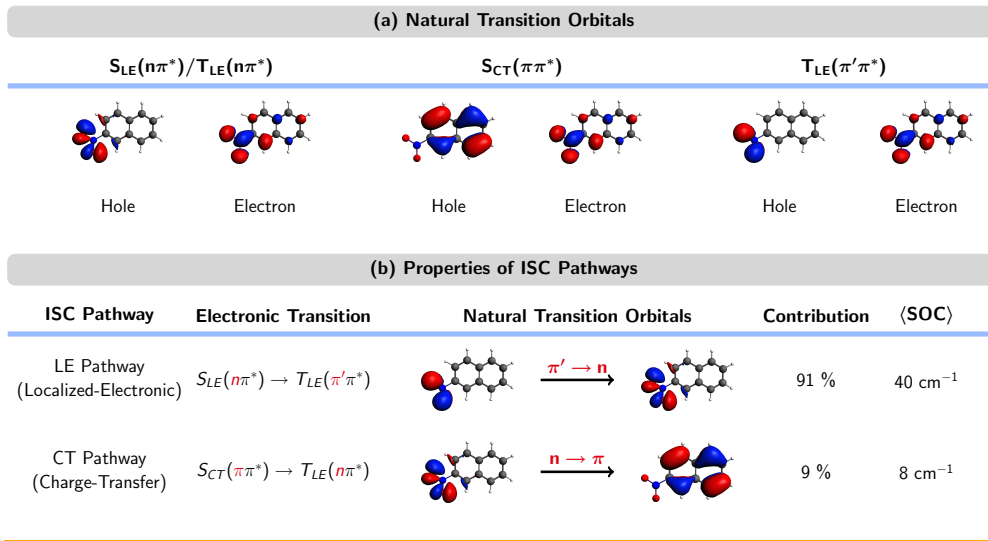 (a) Natural Transition Orbitals
S_LE(nπ*)/T_LE(nπ*) S_CT(ππ*) T_LE(π′π*)
Hole Electron Hole Electron Hole Electron
(b) Properties of ISC Pathways
ISC Pathway Electronic Transition Natural Transition Orbitals Contribution ⟨SOC⟩
LE Pathway
(Localized-Electronic) S_LE(nπ*) → T_LE(π′π*) π′ → n 91 % 40 cm⁻¹
CT Pathway
(Charge-Transfer) S_CT(ππ*) → T_LE(nπ*) n → π 9 % 8 cm⁻¹